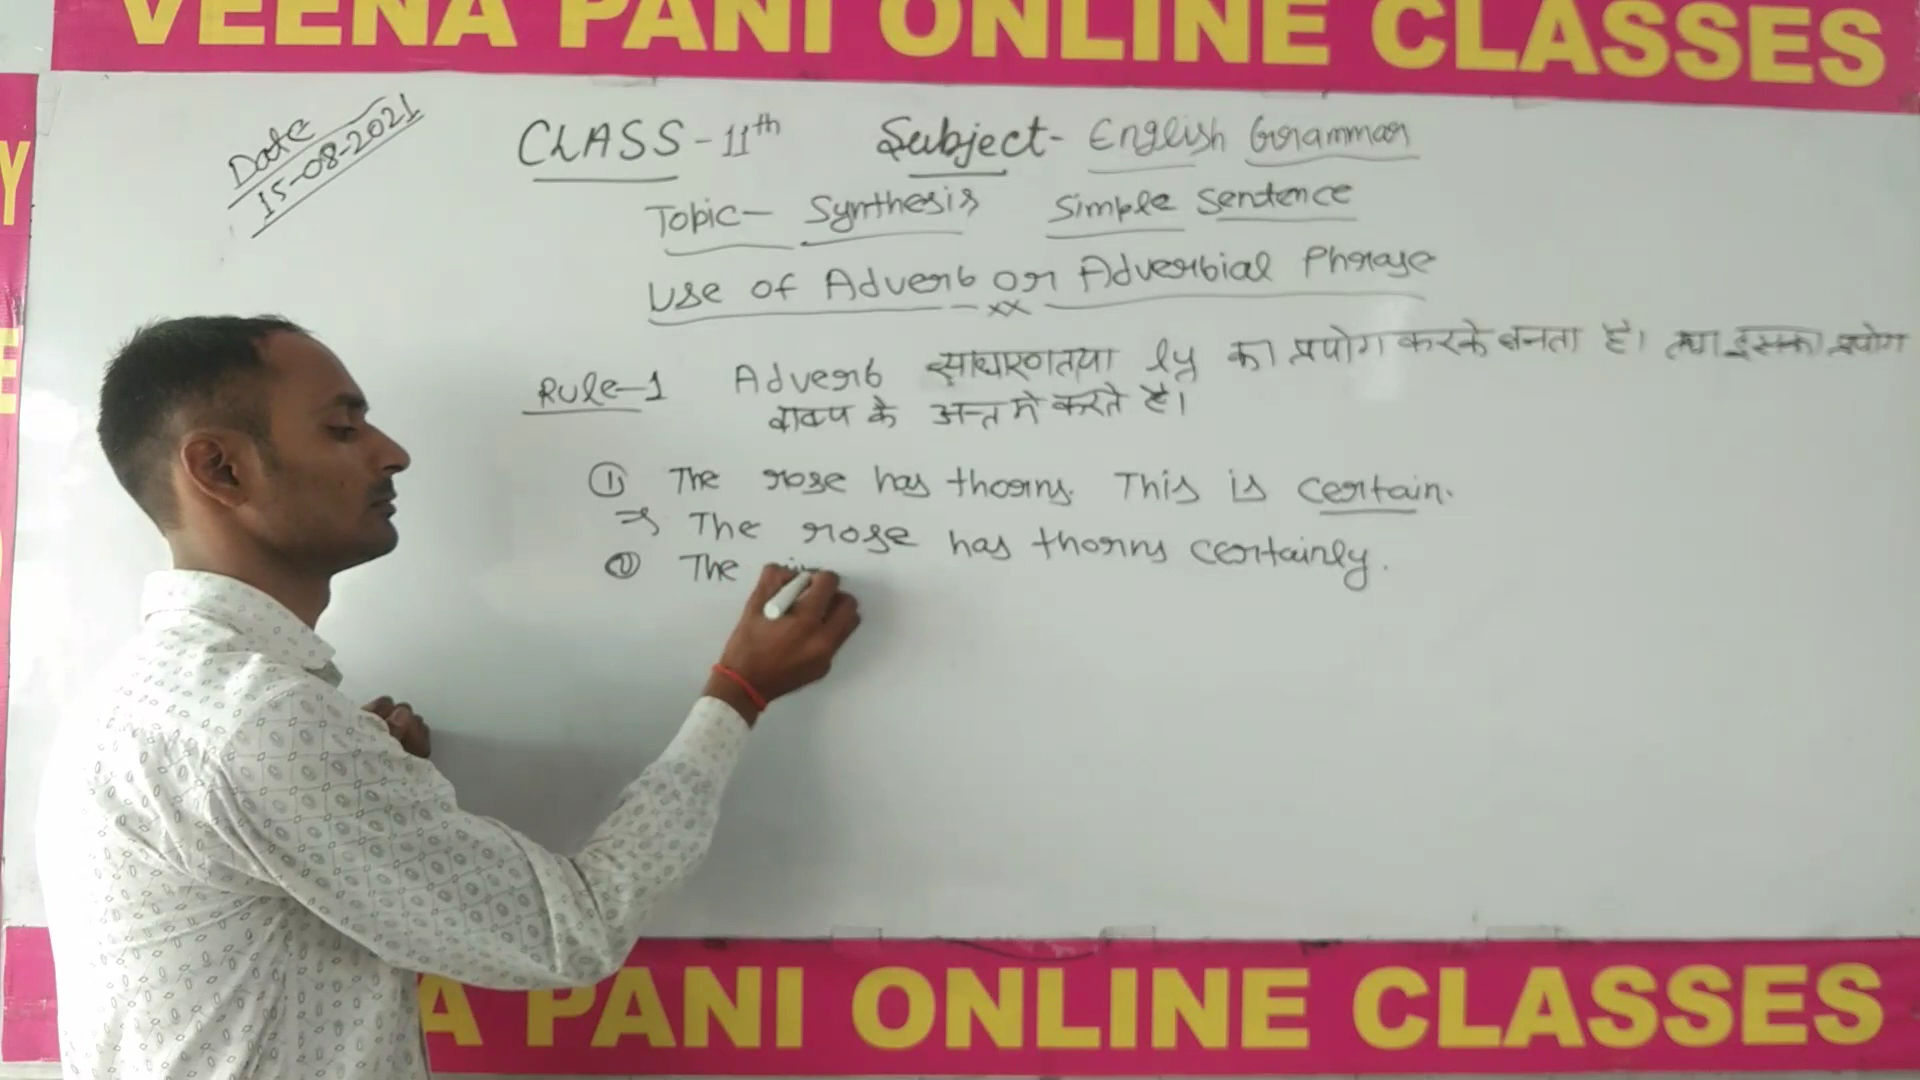 VEENA PANI ONLINE CLASSES
Date
15-08-2021
CLASS - 11th Subject - English Grammar
Topic - Synthesis Simple Sentence
Use of Adverb or Adverbial Phrase
Rule-1 Adverb साधारणतया ly का प्रयोग करके बनता है। तथा इसका प्रयोग
वाक्य के अन्त मे करते है।
① The rose has thorns. This is certain.
⇒ The rose has thorns certainly.
② The
A PANI ONLINE CLASSES
Y
E